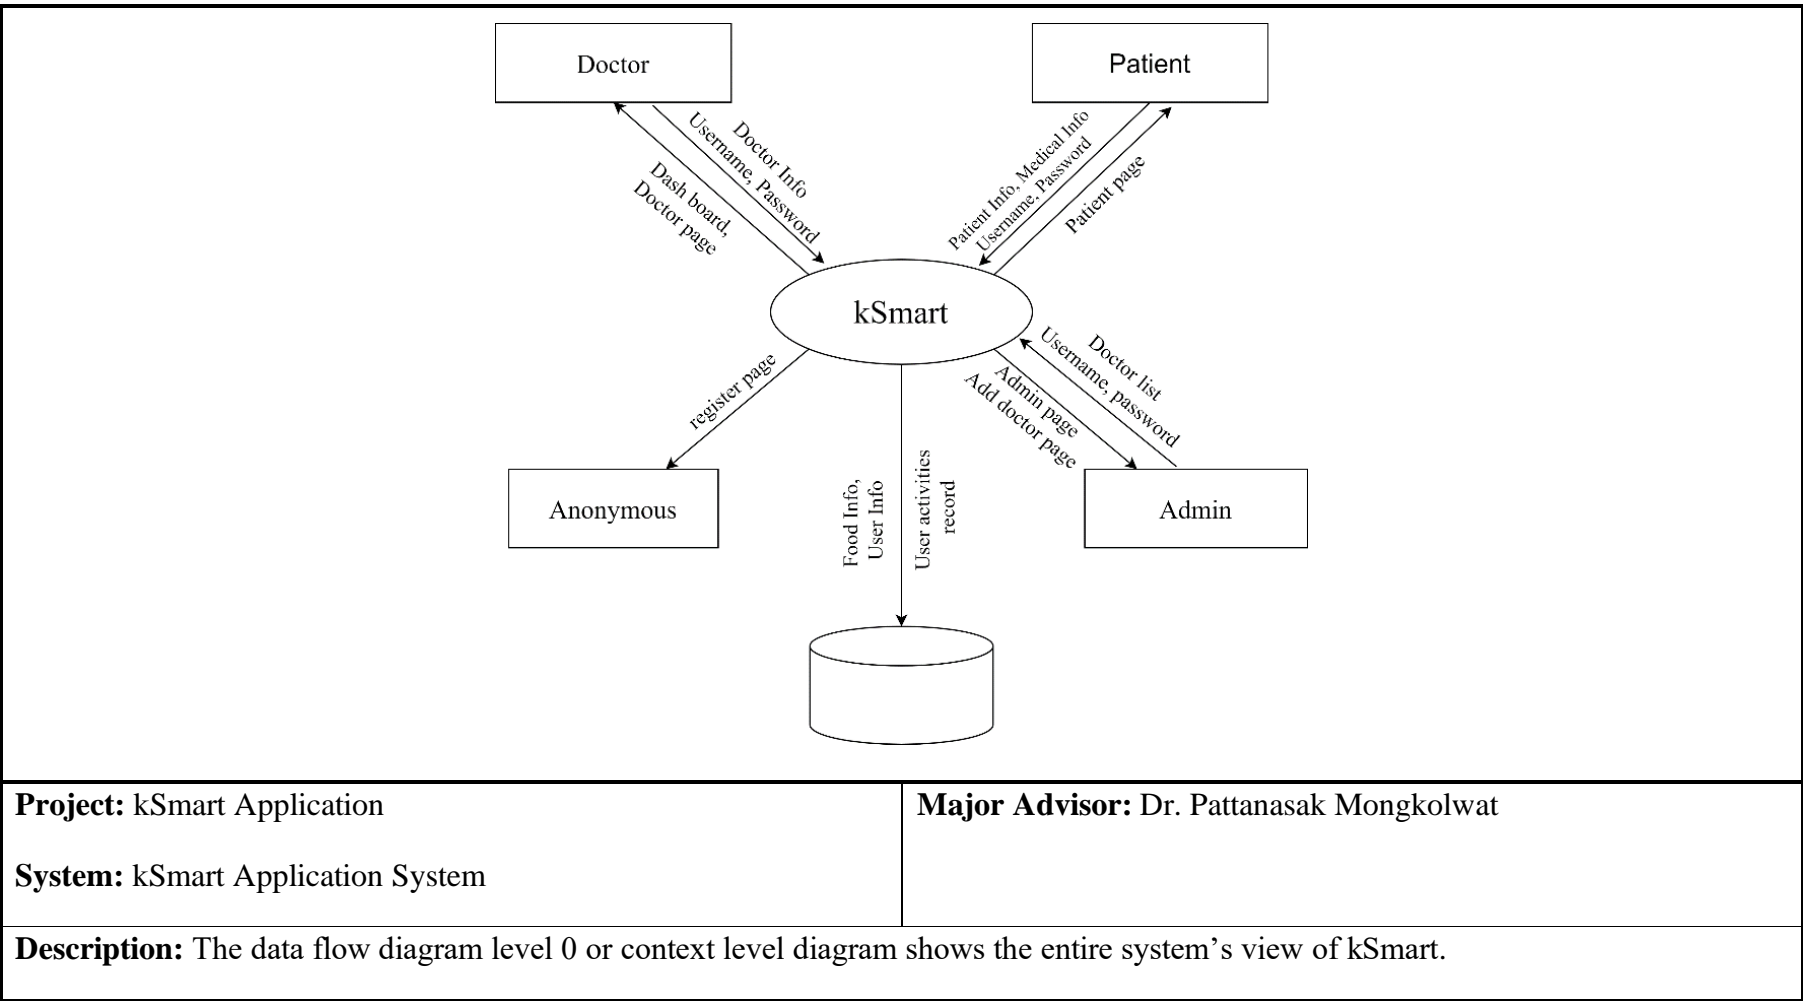 Doctor
Patient
Doctor Info
Username, Password
Dash board,
Doctor page
Patient Info, Medical Info
Username, Password
Patient page
kSmart
register page
Doctor list
Username, password
Admin page
Add doctor page
Anonymous
Food Info,
User Info
User activities
record
Admin
Project: kSmart Application
Major Advisor: Dr. Pattanasak Mongkolwat
System: kSmart Application System
Description: The data flow diagram level 0 or context level diagram shows the entire system’s view of kSmart.